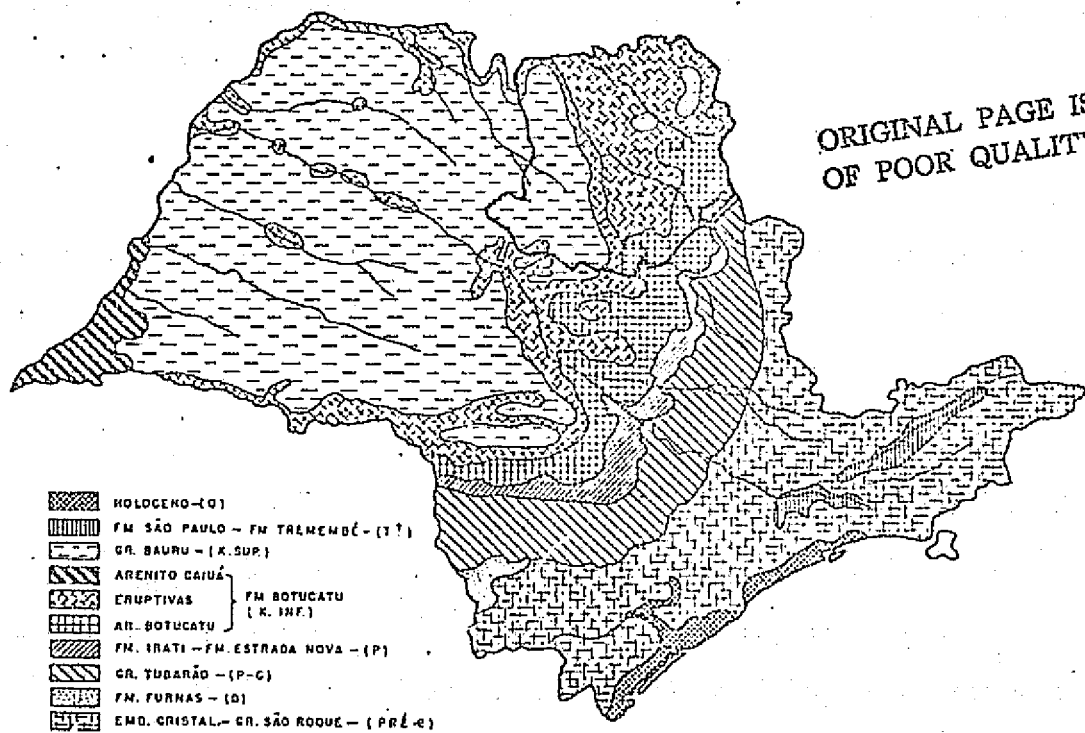 ORIGINAL PAGE IS
OF POOR QUALITY
HOLOCENO-(Q)
FM SÃO PAULO - FM TREMEMBÉ-(T↑)
GR. BAURU - (K.SUP.)
ARENITO CAIUÁ
ERUPTIVAS
AR. BOTUCATU
FM BOTUCATU
(K. INF.)
FM. IRATI - FM. ESTRADA NOVA - (P)
GR. TUBARÃO - (P-C)
FM. FURNAS - (D)
EMB. CRISTAL.- GR. SÃO ROQUE - (PRÉ-Є)